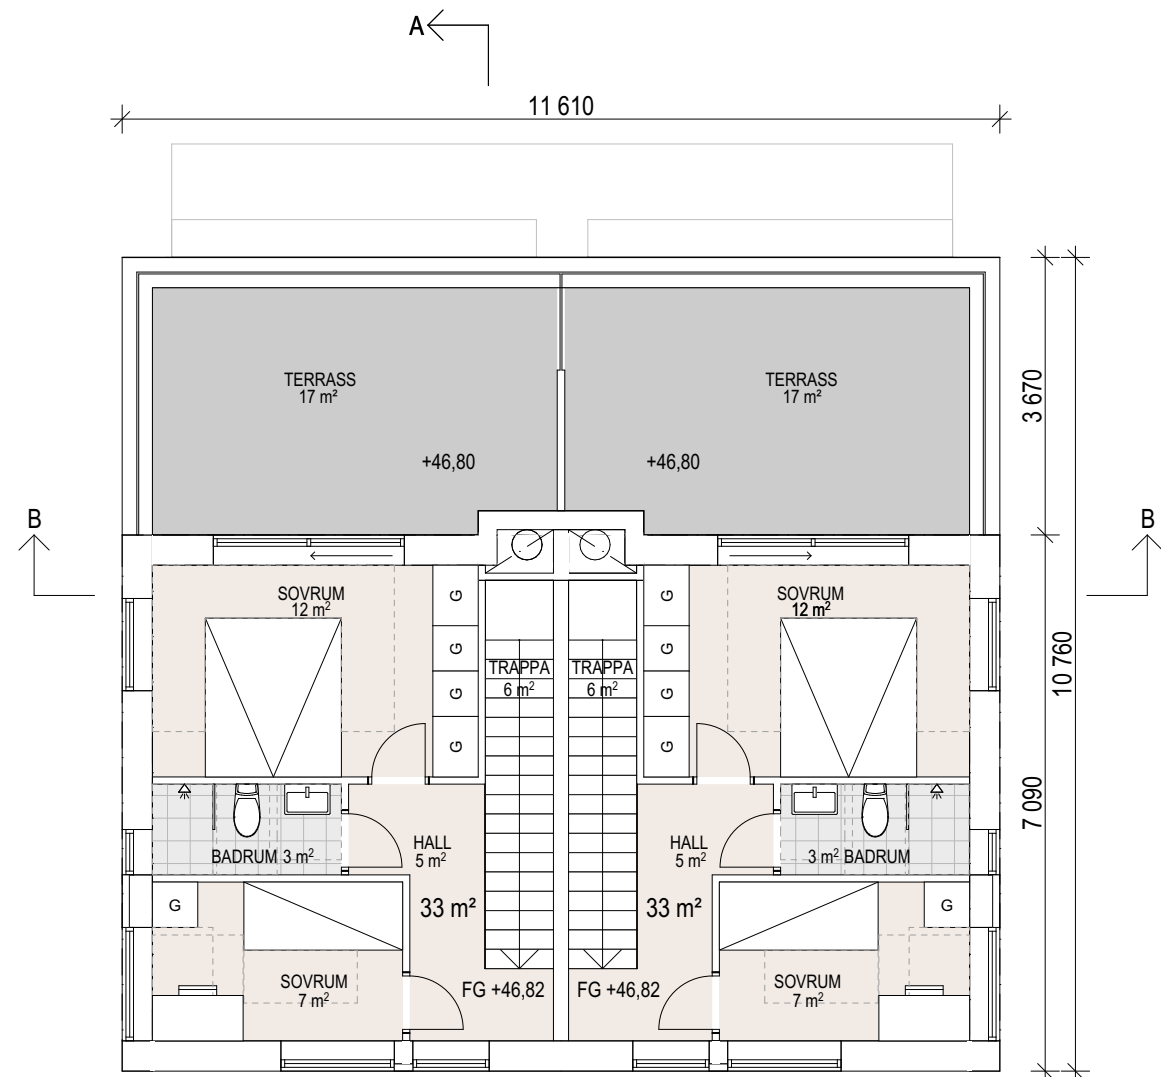 A
11 610
TERRASS
17 m²
TERRASS
17 m²
3 670
+46,80
+46,80
B
B
SOVRUM
12 m²
G
G
G
G
TRAPPA
6 m²
TRAPPA
6 m²
G
G
G
G
SOVRUM
12 m²
10 760
7 090
BADRUM 3 m²
HALL
5 m²
HALL
5 m²
3 m² BADRUM
G
33 m²
33 m²
G
SOVRUM
7 m²
FG +46,82
FG +46,82
SOVRUM
7 m²